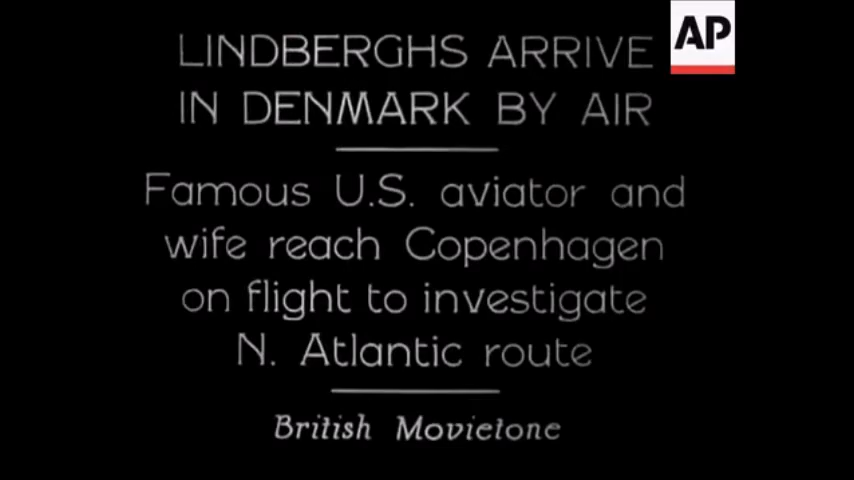 AP
LINDBERGHS ARRIVE
IN DENMARK BY AIR
Famous U.S. aviator and
wife reach Copenhagen
on flight to investigate
N. Atlantic route
British Movietone